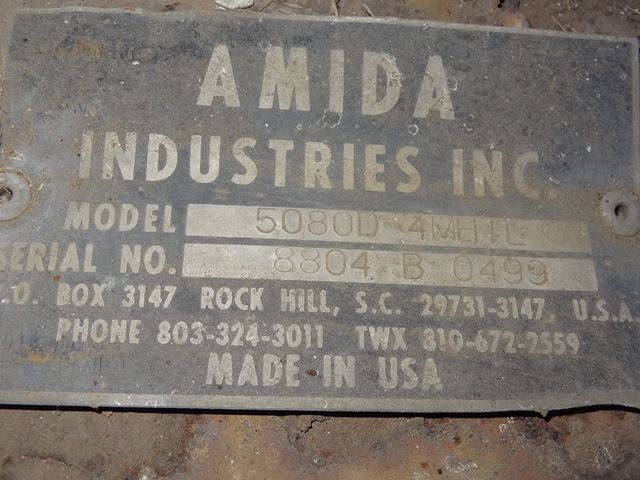 AMIDA
INDUSTRIES INC.
MODEL 5080D 4MH1L
SERIAL NO. 8804 B 0499
.O. BOX 3147 ROCK HILL, S.C. 29731-3147, U.S.A.
PHONE 803-324-3011 TWX 810-672-2559
MADE IN USA